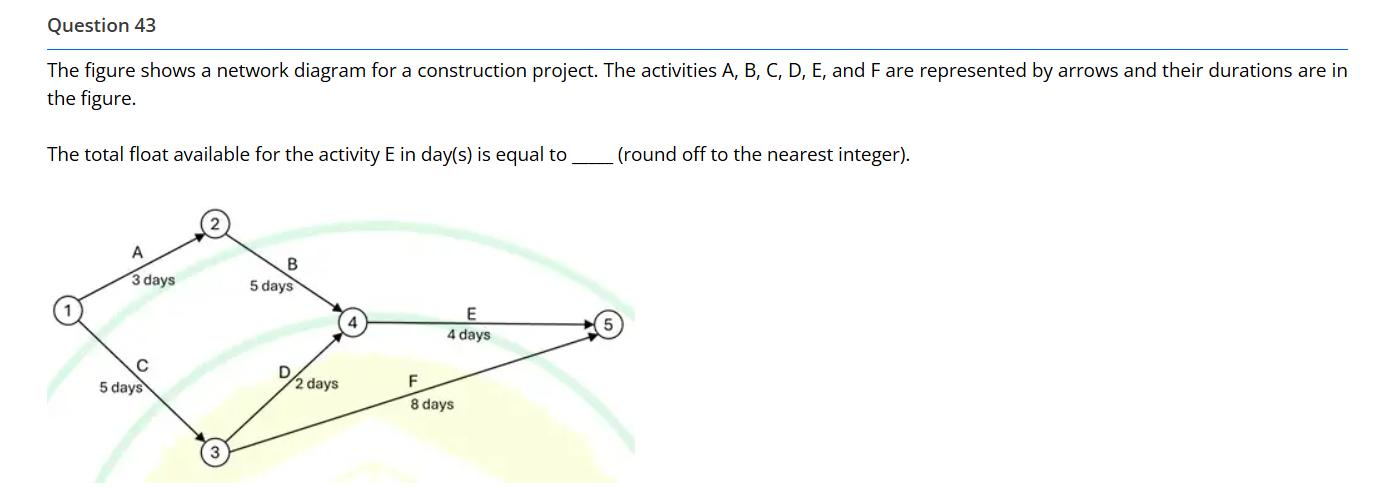 Question 43
The figure shows a network diagram for a construction project. The activities A, B, C, D, E, and F are represented by arrows and their durations are in
the figure.
The total float available for the activity E in day(s) is equal to ____ (round off to the nearest integer).
2
A
3 days
B
5 days
1
4
E
4 days
5
C
5 days
D
2 days
F
8 days
3